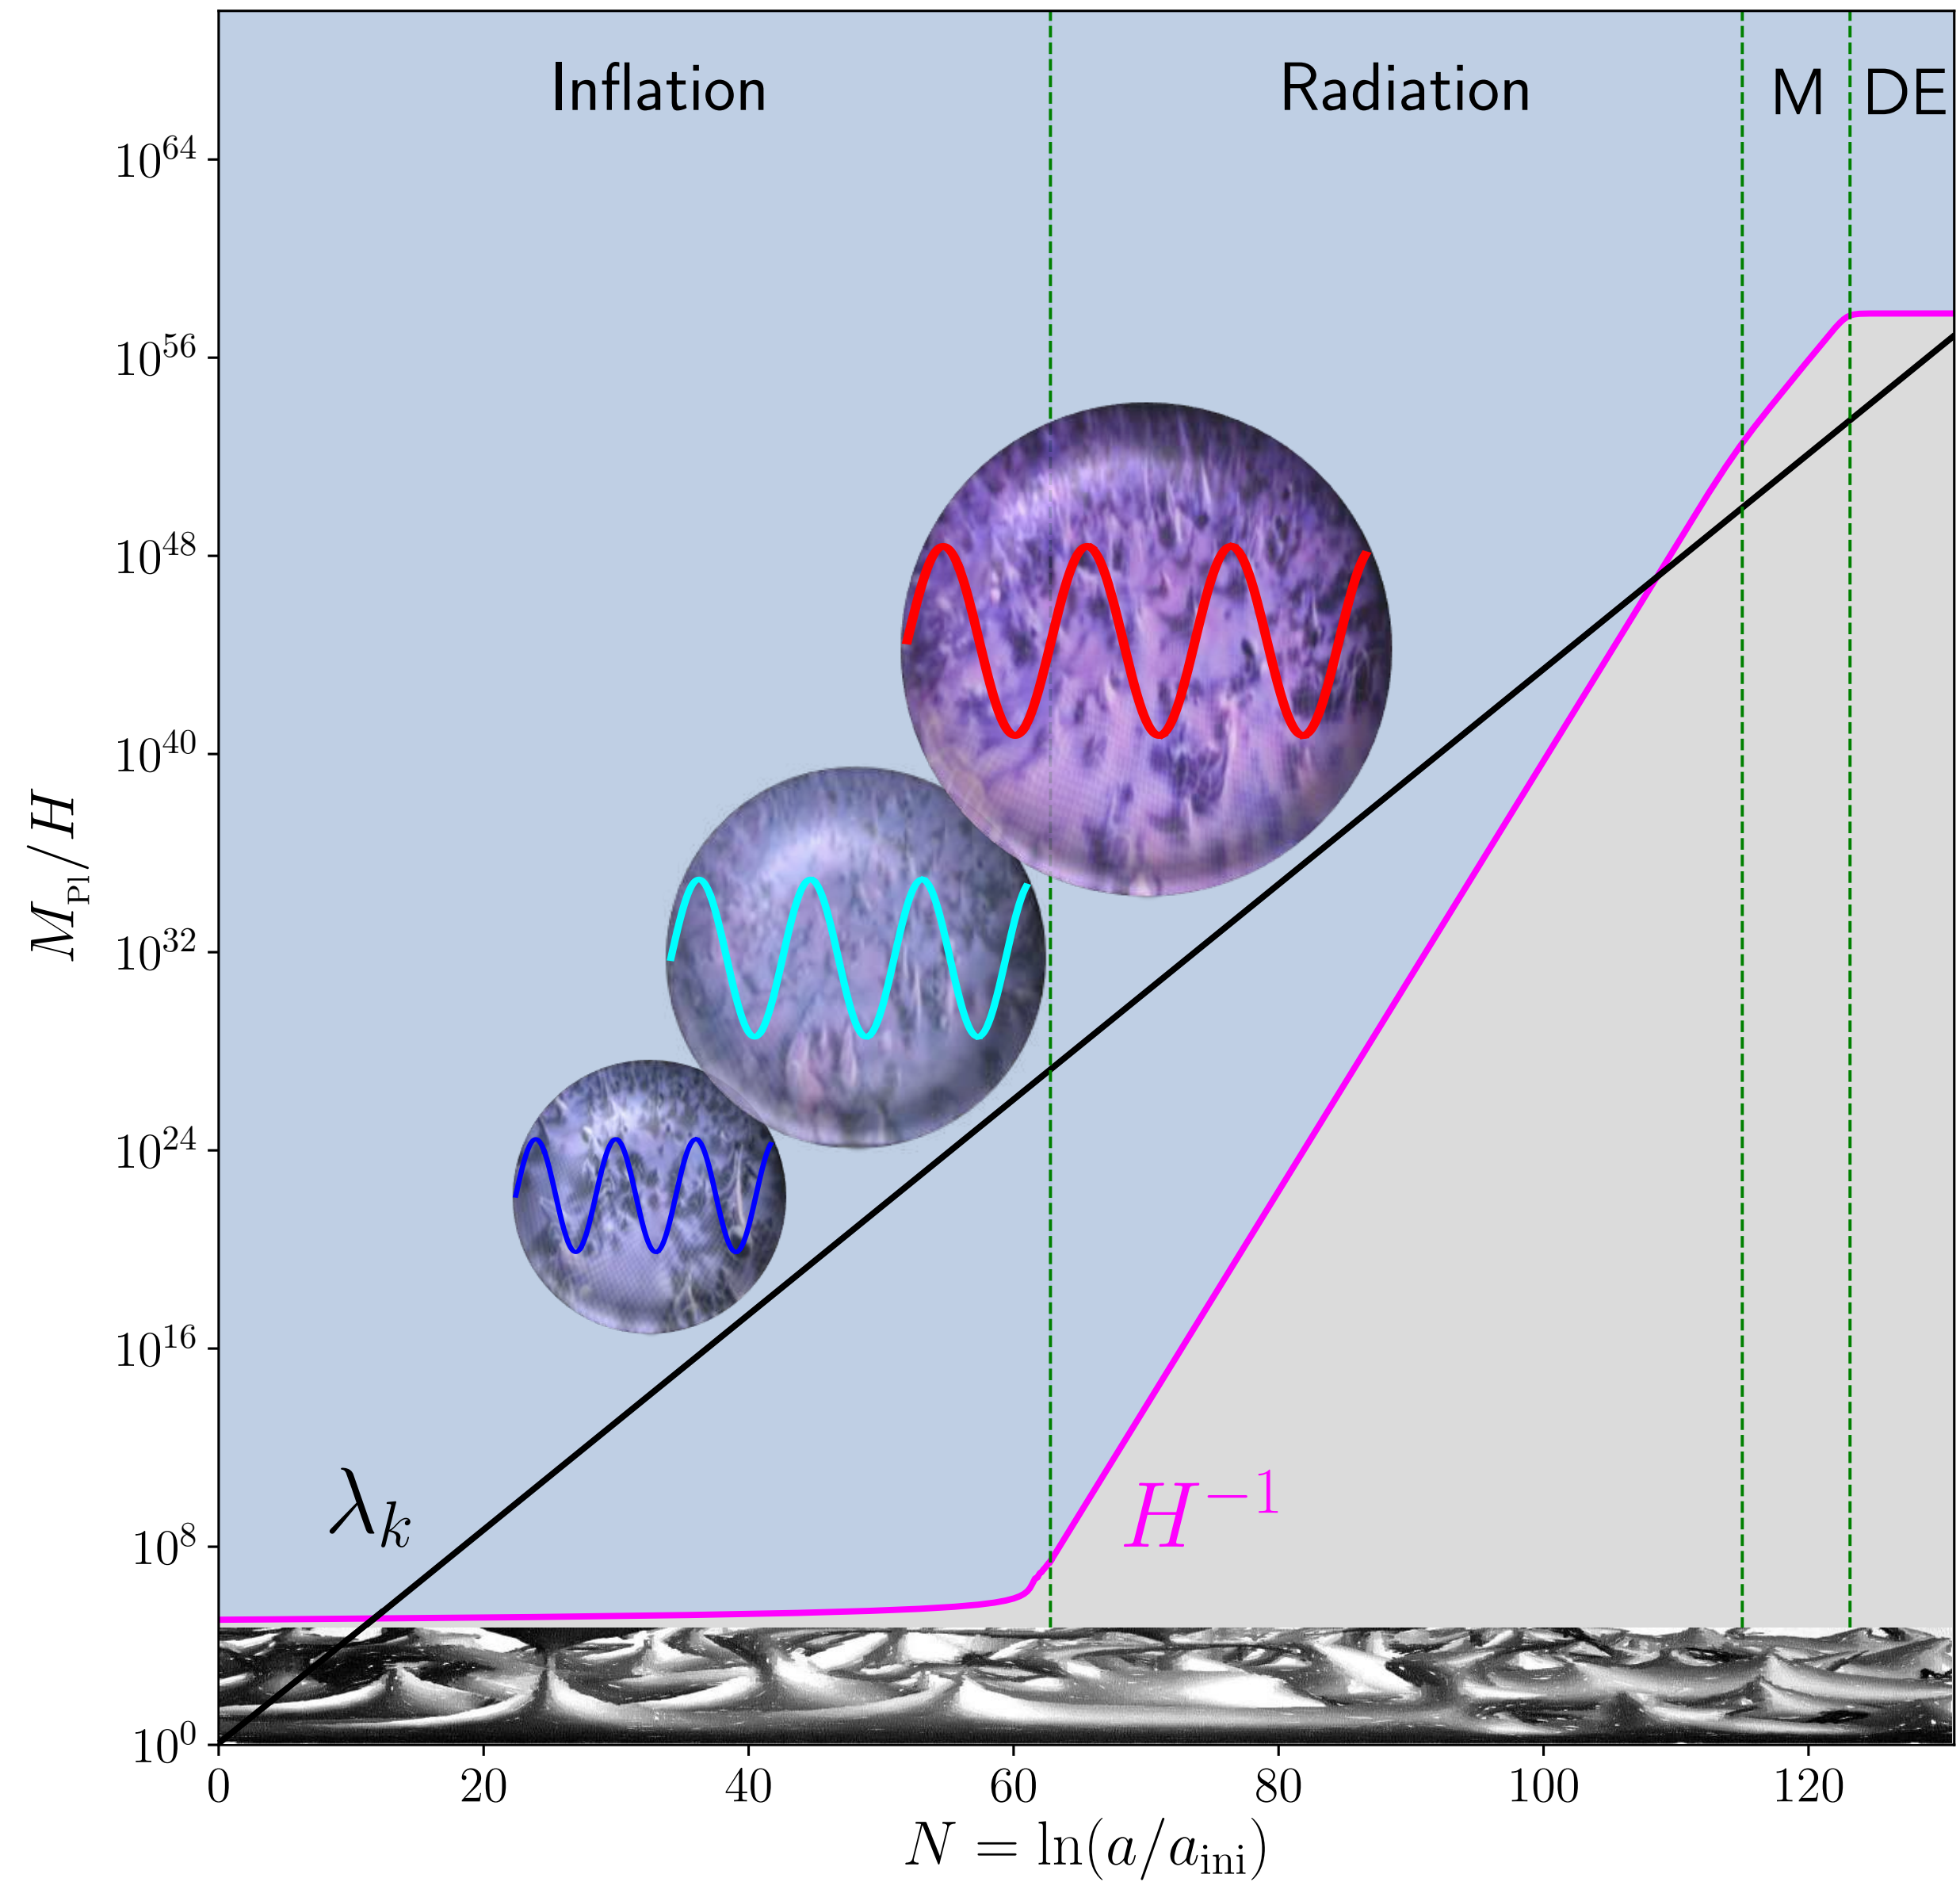 Inflation Radiation M DE
10^64
10^56
10^48
10^40
10^32
10^24
10^16
10^8
10^0
M_Pl/H
λ_k
H^−1
0 20 40 60 80 100 120
N = ln(a/a_ini)